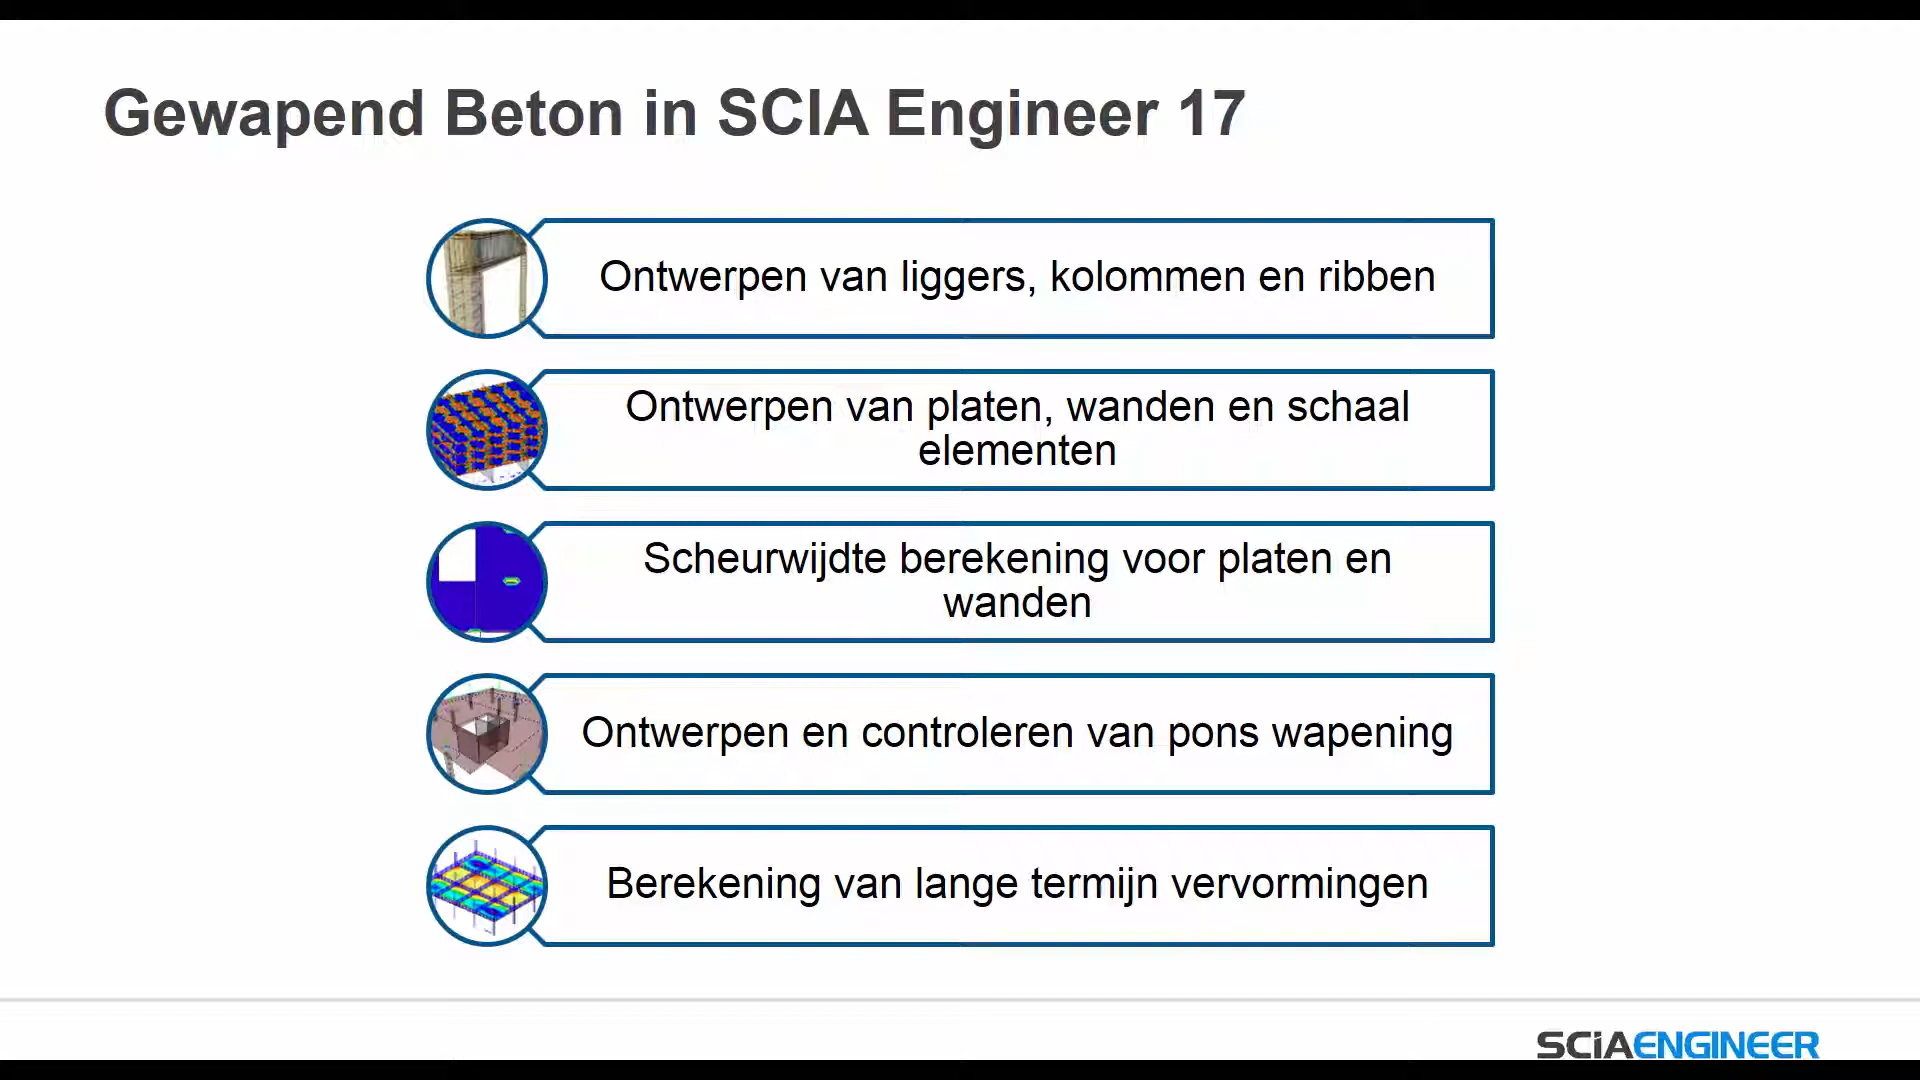 Gewapend Beton in SCIA Engineer 17
Ontwerpen van liggers, kolommen en ribben
Ontwerpen van platen, wanden en schaal
elementen
Scheurwijdte berekening voor platen en
wanden
Ontwerpen en controleren van pons wapening
Berekening van lange termijn vervormingen
SCiAENGINEER